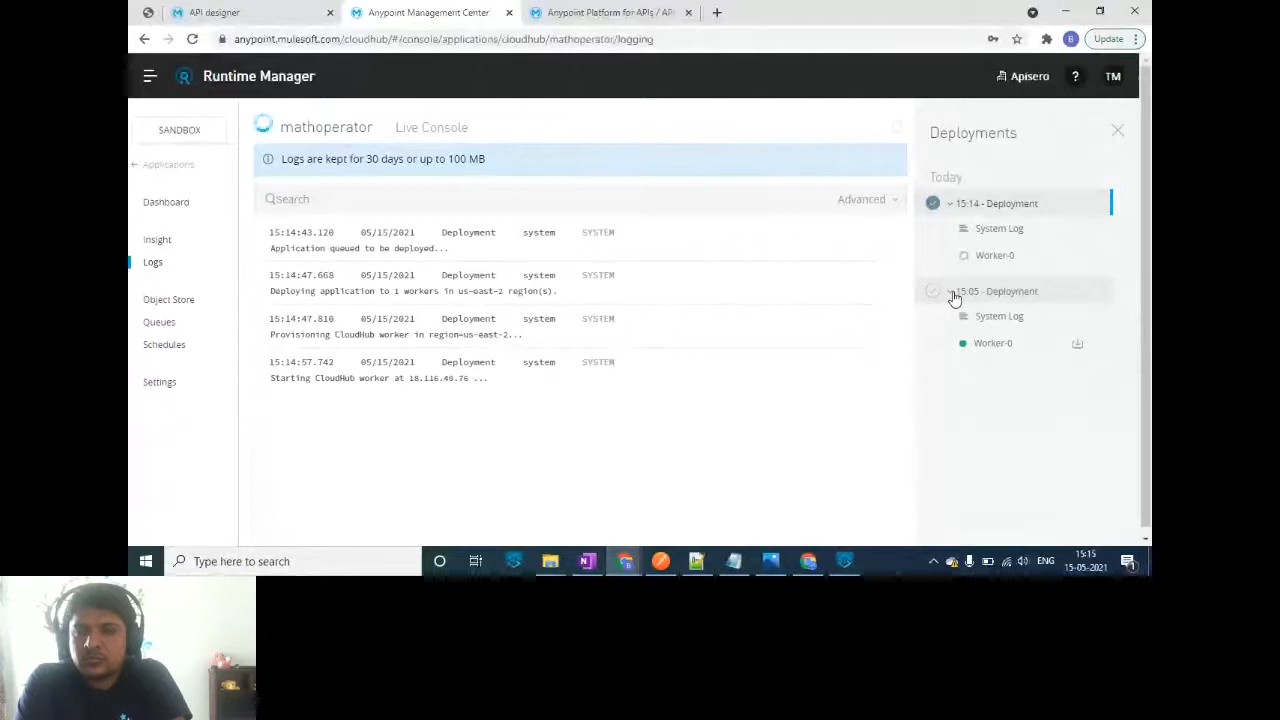 API designer
Anypoint Management Center
Anypoint Platform for APIs / API
anypoint.mulesoft.com/cloudhub/#/console/applications/cloudhub/mathoperator/logging
Update
Runtime Manager
Apisero
?
TM
SANDBOX
Applications
Dashboard
Insight
Logs
Object Store
Queues
Schedules
Settings
mathoperator Live Console
Logs are kept for 30 days or up to 100 MB
Search
Advanced
15:14:43.120 05/15/2021 Deployment system SYSTEM
Application queued to be deployed...
15:14:47.668 05/15/2021 Deployment system SYSTEM
Deploying application to 1 workers in us-east-2 region(s).
15:14:47.810 05/15/2021 Deployment system SYSTEM
Provisioning CloudHub worker in region=us-east-2...
15:14:57.742 05/15/2021 Deployment system SYSTEM
Starting CloudHub worker at 18.116.40.76 ...
Deployments
Today
15:14 - Deployment
System Log
Worker-0
15:05 - Deployment
System Log
Worker-0
Type here to search
ENG
15:15
15-05-2021